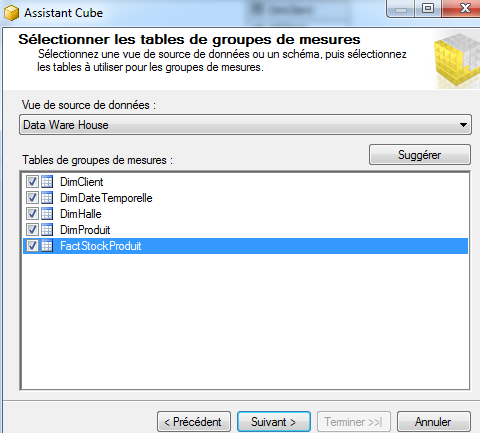 Assistant Cube
Sélectionner les tables de groupes de mesures
Sélectionnez une vue de source de données ou un schéma, puis sélectionnez
les tables à utiliser pour les groupes de mesures.
Vue de source de données :
Data Ware House
Tables de groupes de mesures :
Suggérer
DimClient
DimDateTemporelle
DimHalle
DimProduit
FactStockProduit
< Précédent
Suivant >
Terminer >>|
Annuler